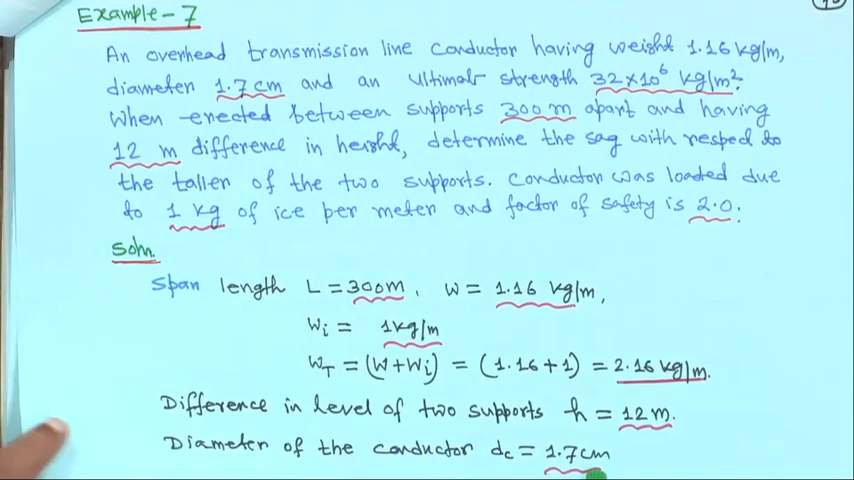 Example-7
An overhead transmission line conductor having weight 1.16 kg/m,
diameter 1.7 cm and an ultimate strength 32×10⁶ kg/m².
When erected between supports 300 m apart and having
12 m difference in height, determine the sag with respect to
the taller of the two supports. Conductor was loaded due
to 1 kg of ice per meter and factor of safety is 2.0.
Soln.
Span length L = 300m, W = 1.16 kg/m,
Wi = 1kg/m
WT = (W+Wi) = (1.16+1) = 2.16 kg/m.
Difference in level of two supports h = 12 m.
Diameter of the conductor dc = 1.7cm